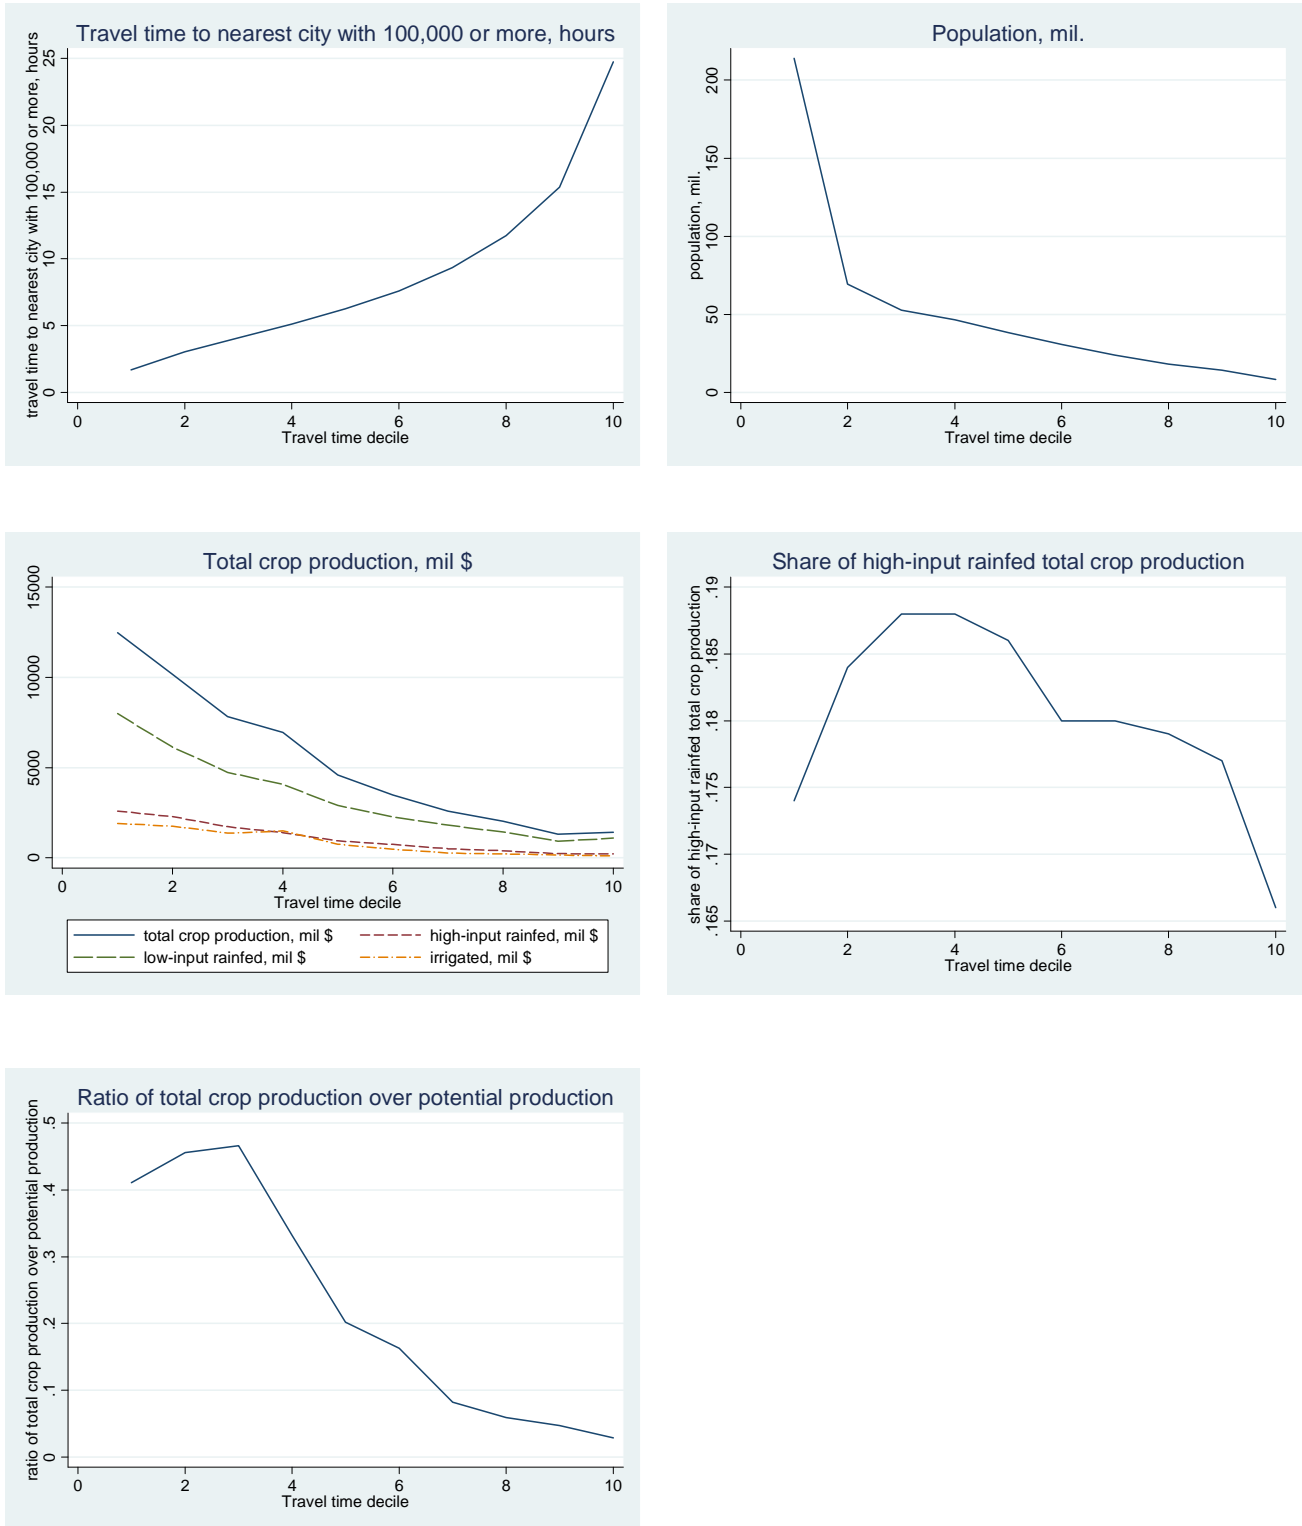 Travel time to nearest city with 100,000 or more, hours
travel time to nearest city with 100,000 or more, hours
25
20
15
10
5
0
0 2 4 6 8 10
Travel time decile
Population, mil.
population, mil.
200
150
100
50
0
0 2 4 6 8 10
Travel time decile
Total crop production, mil $
15000
10000
5000
0
0 2 4 6 8 10
Travel time decile
total crop production, mil $ high-input rainfed, mil $
low-input rainfed, mil $ irrigated, mil $
Share of high-input rainfed total crop production
share of high-input rainfed total crop production
.19
.185
.18
.175
.17
.165
0 2 4 6 8 10
Travel time decile
Ratio of total crop production over potential production
ratio of total crop production over potential production
.5
.4
.3
.2
.1
0
0 2 4 6 8 10
Travel time decile